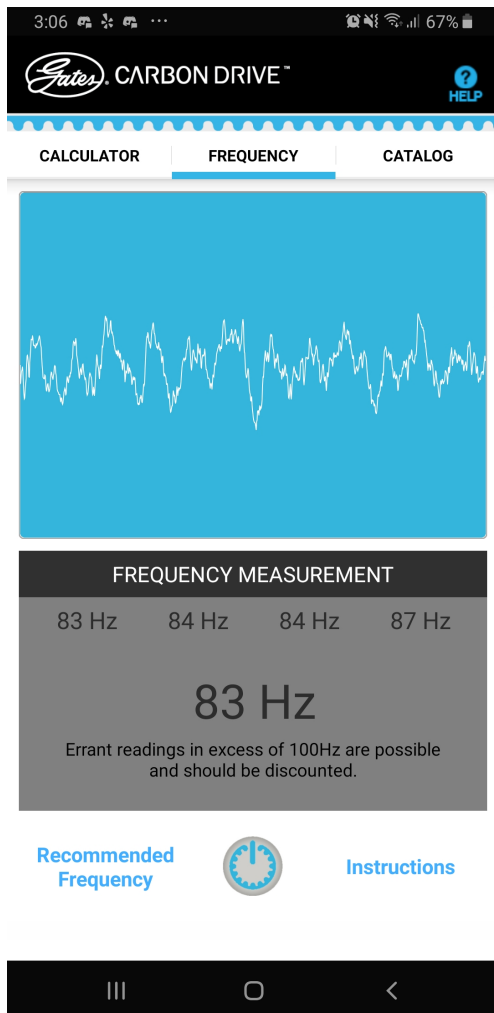 3:06
67%
Gates. CARBON DRIVE™
?
HELP
CALCULATOR FREQUENCY CATALOG
FREQUENCY MEASUREMENT
83 Hz 84 Hz 84 Hz 87 Hz
83 Hz
Errant readings in excess of 100Hz are possible
and should be discounted.
Recommended
Frequency
Instructions